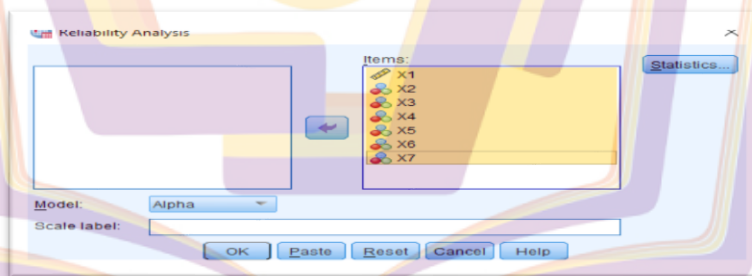 Reliability Analysis
Items:
Statistics...
X1
X2
X3
X4
X5
X6
X7
Model: Alpha
Scale label:
OK Paste Reset Cancel Help